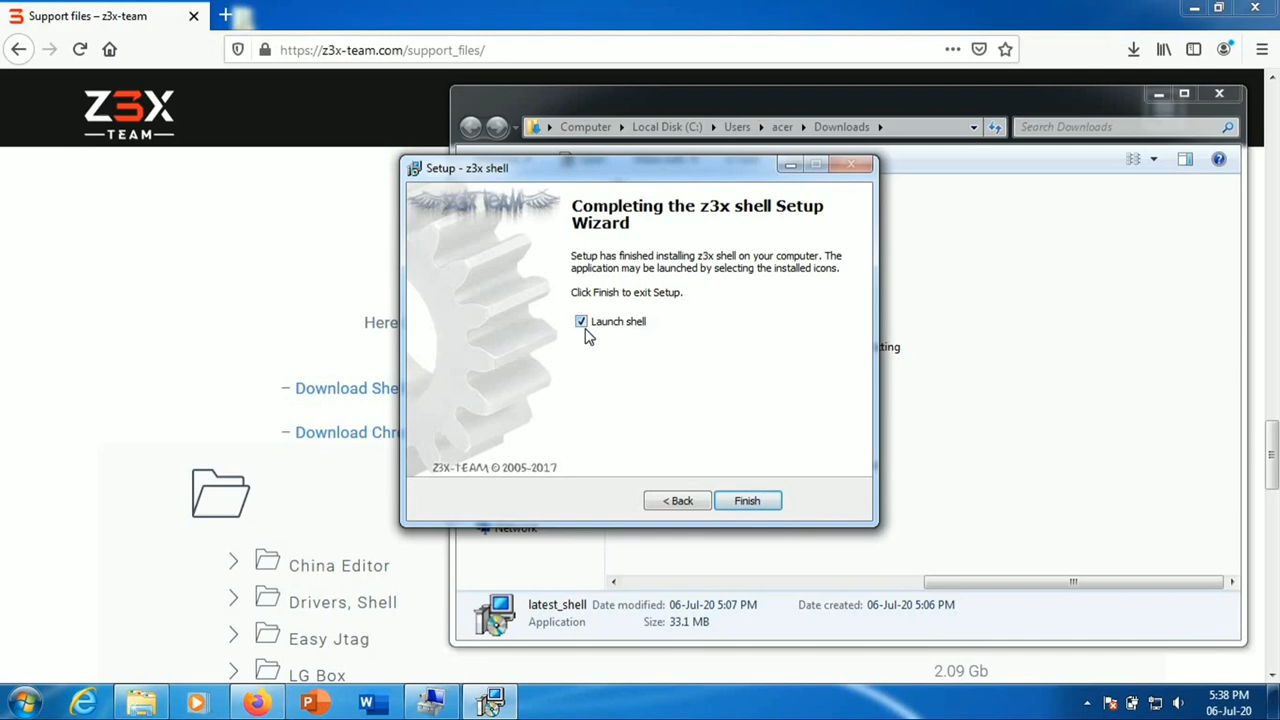 Support files – z3x-team
https://z3x-team.com/support_files/
Z3X
TEAM
Computer
Local Disk (C:)
Users
acer
Downloads
Search Downloads
Setup - z3x shell
z3x TEAM
Completing the z3x shell Setup
Wizard
Setup has finished installing z3x shell on your computer. The
application may be launched by selecting the installed icons.
Click Finish to exit Setup.
Launch shell
Z3X-TEAM © 2005-2017
< Back
Finish
Here
– Download She
– Download Chr
ting
Network
China Editor
Drivers, Shell
Easy Jtag
LG Box
latest_shell
Date modified: 06-Jul-20 5:07 PM
Date created: 06-Jul-20 5:06 PM
Application
Size: 33.1 MB
2.09 Gb
5:38 PM
06-Jul-20